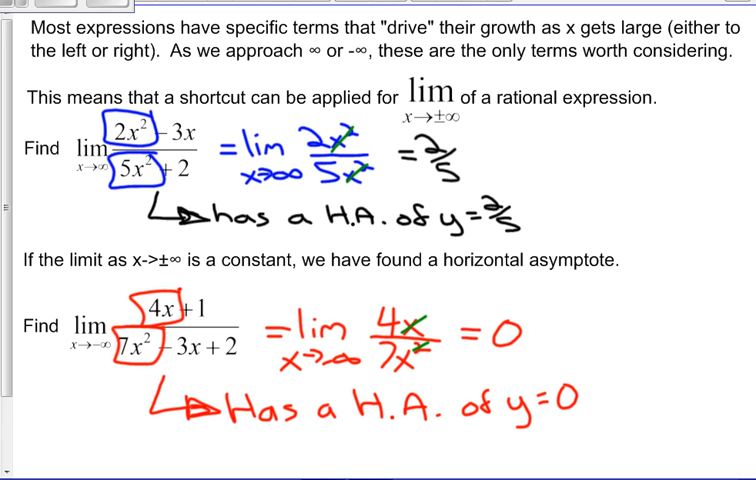 Most expressions have specific terms that "drive" their growth as x gets large (either to
the left or right). As we approach ∞ or -∞, these are the only terms worth considering.
This means that a shortcut can be applied for lim x→±∞ of a rational expression.
Find lim x→∞ (2x² − 3x)/(5x² + 2) = lim x→∞ 2x²/5x² = 2/5
↳ has a H.A. of y = 2/5
If the limit as x->±∞ is a constant, we have found a horizontal asymptote.
Find lim x→-∞ (4x + 1)/(7x² − 3x + 2) = lim x→-∞ 4x/7x² = 0
↳ Has a H.A. of y = 0